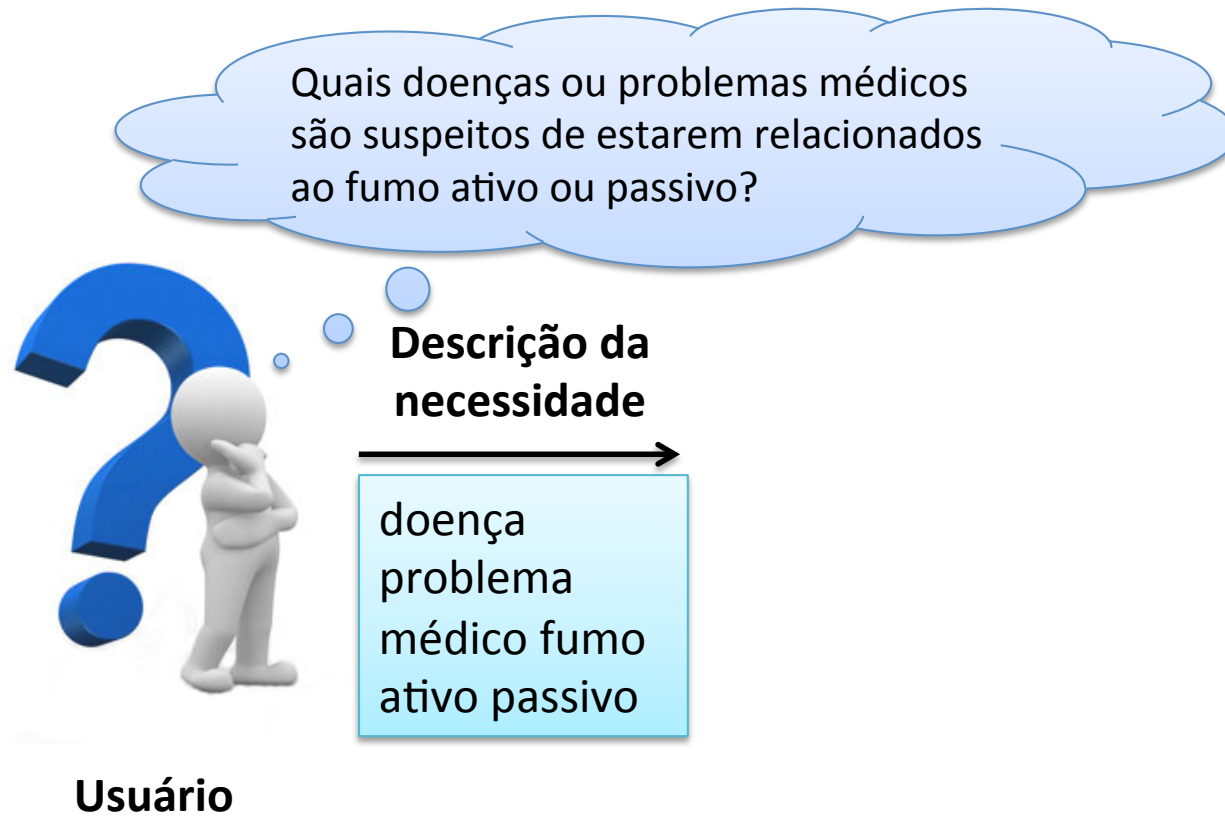 Quais doenças ou problemas médicos
são suspeitos de estarem relacionados
ao fumo ativo ou passivo?
Descrição da
necessidade
doença
problema
médico fumo
ativo passivo
Usuário